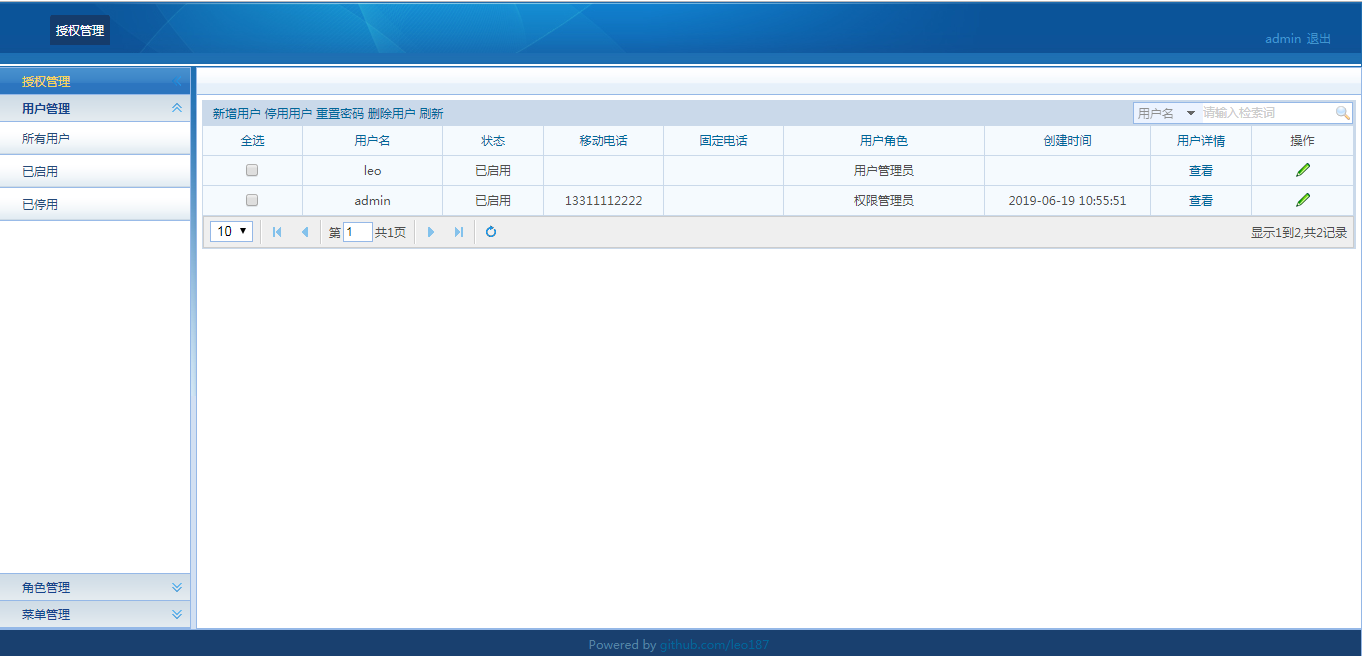 授权管理
admin 退出
授权管理
用户管理
所有用户
已启用
已停用
角色管理
菜单管理
新增用户 停用用户 重置密码 删除用户 刷新
用户名 请输入检索词
全选 用户名 状态 移动电话 固定电话 用户角色 创建时间 用户详情 操作
leo 已启用 用户管理员 查看
admin 已启用 13311112222 权限管理员 2019-06-19 10:55:51 查看
10 第 1 共1页 显示1到2,共2记录
Powered by github.com/leo187